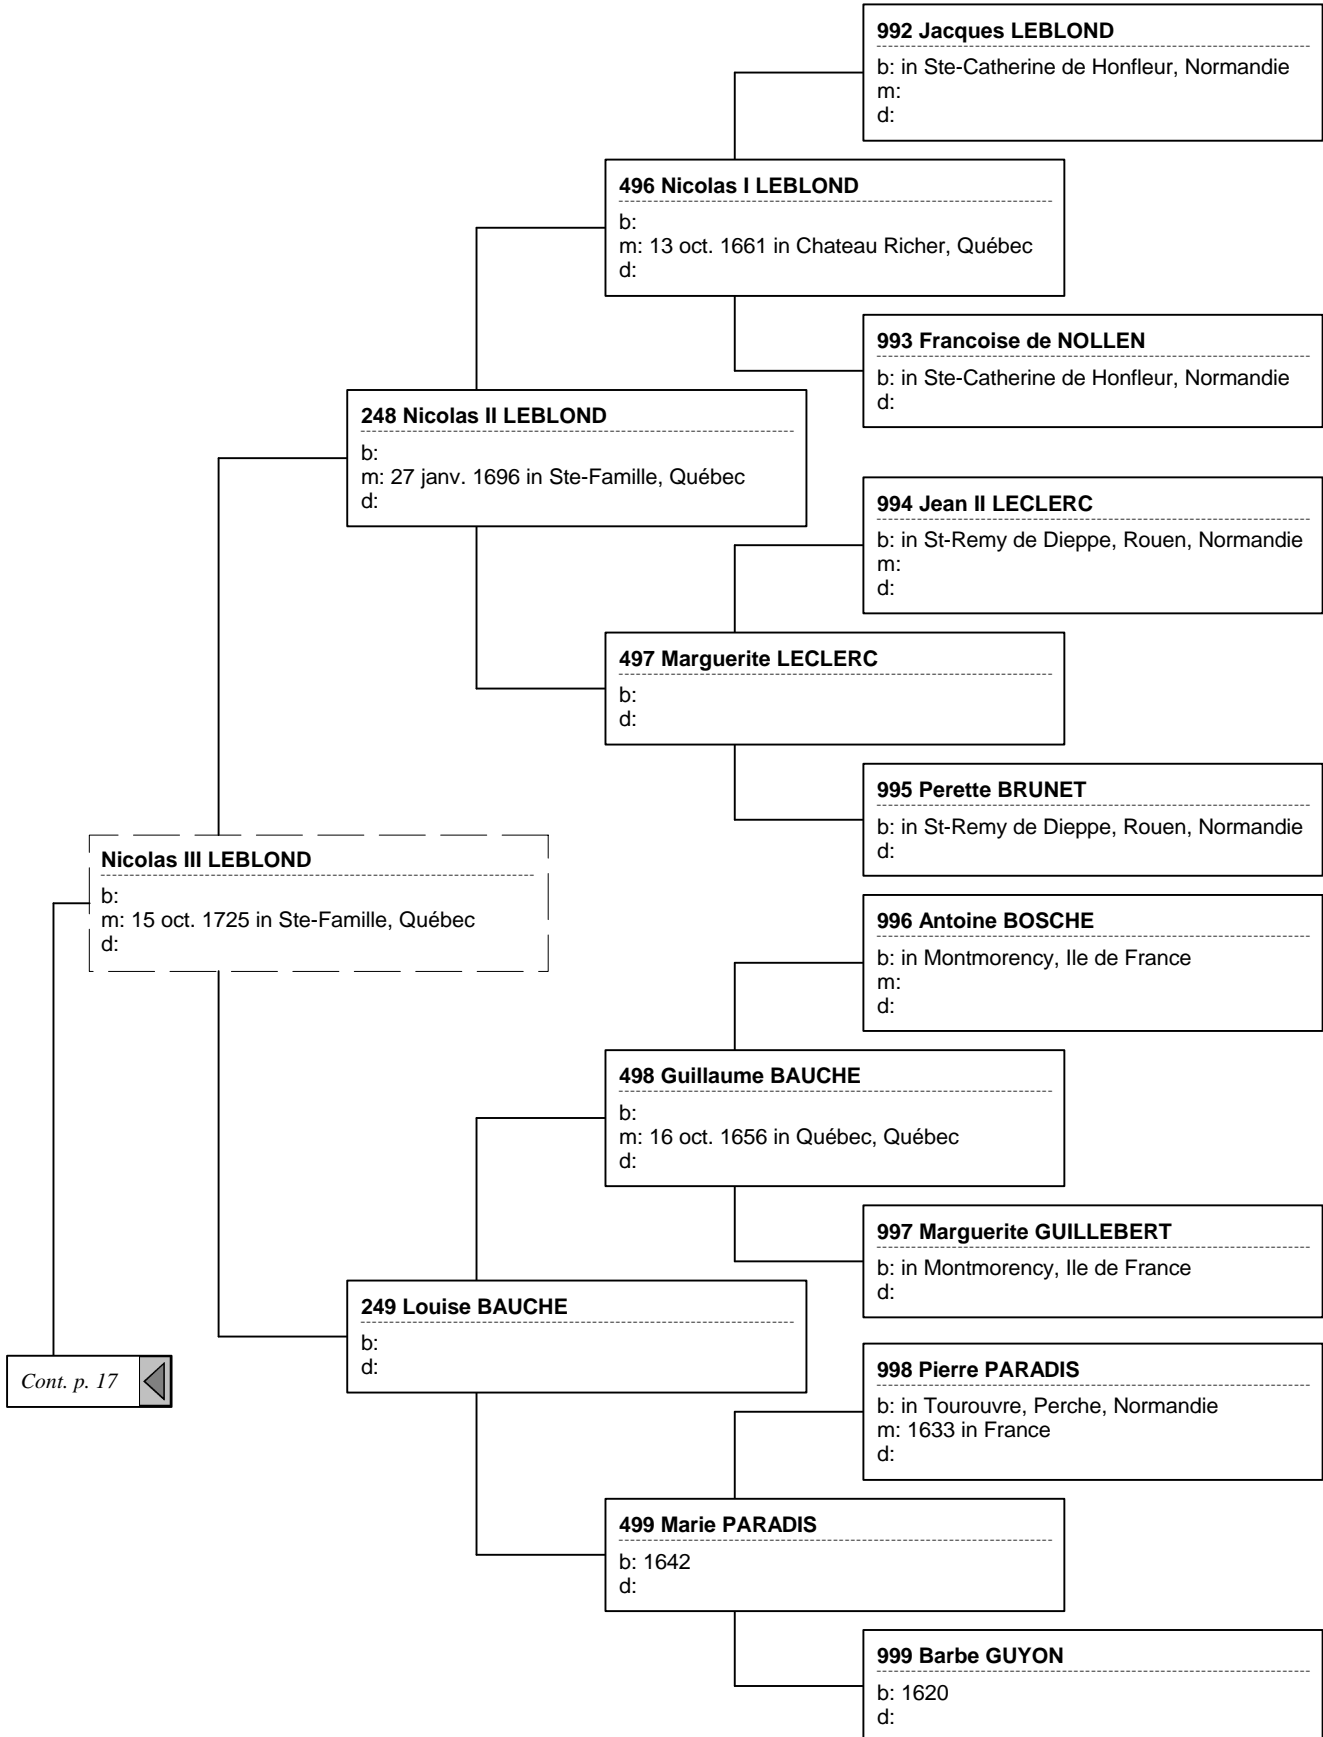 992 Jacques LEBLOND
b: in Ste-Catherine de Honfleur, Normandie
m:
d:
496 Nicolas I LEBLOND
b:
m: 13 oct. 1661 in Chateau Richer, Québec
d:
993 Francoise de NOLLEN
b: in Ste-Catherine de Honfleur, Normandie
d:
248 Nicolas II LEBLOND
b:
m: 27 janv. 1696 in Ste-Famille, Québec
d:
994 Jean II LECLERC
b: in St-Remy de Dieppe, Rouen, Normandie
m:
d:
497 Marguerite LECLERC
b:
d:
995 Perette BRUNET
b: in St-Remy de Dieppe, Rouen, Normandie
d:
Nicolas III LEBLOND
b:
m: 15 oct. 1725 in Ste-Famille, Québec
d:
996 Antoine BOSCHE
b: in Montmorency, Ile de France
m:
d:
498 Guillaume BAUCHE
b:
m: 16 oct. 1656 in Québec, Québec
d:
997 Marguerite GUILLEBERT
b: in Montmorency, Ile de France
d:
249 Louise BAUCHE
b:
d:
Cont. p. 17
998 Pierre PARADIS
b: in Tourouvre, Perche, Normandie
m: 1633 in France
d:
499 Marie PARADIS
b: 1642
d:
999 Barbe GUYON
b: 1620
d: